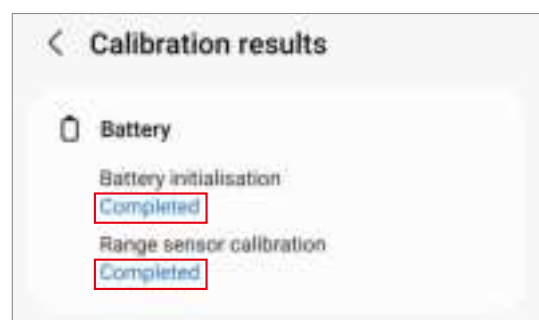 Calibration results
Battery
Battery initialisation
Completed
Range sensor calibration
Completed